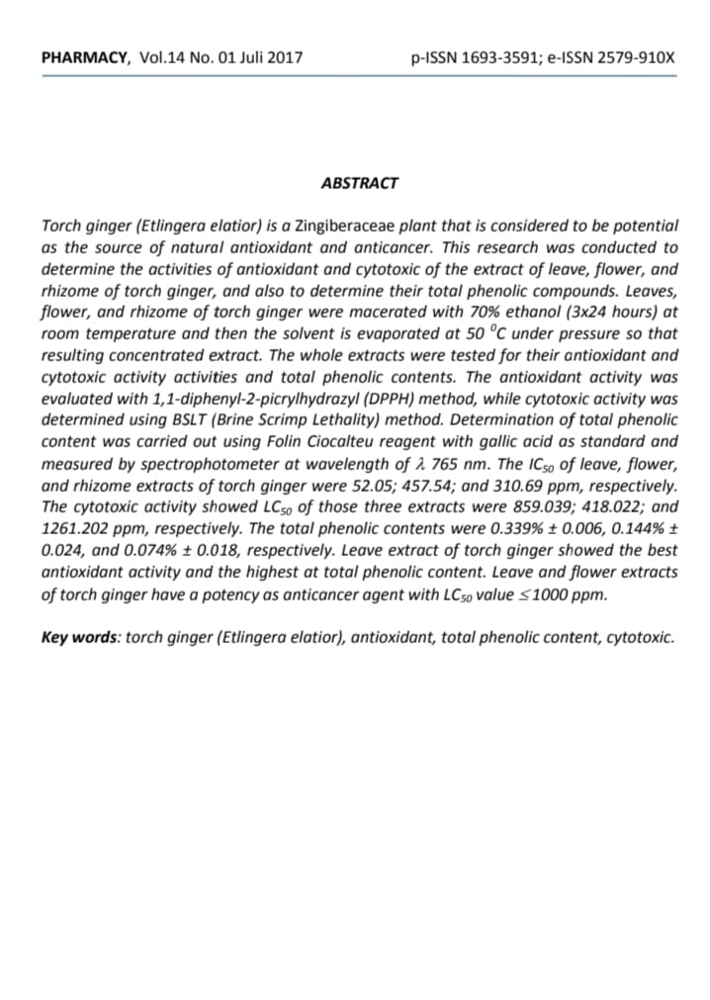 PHARMACY, Vol.14 No. 01 Juli 2017 p-ISSN 1693-3591; e-ISSN 2579-910X
ABSTRACT
Torch ginger (Etlingera elatior) is a Zingiberaceae plant that is considered to be potential
as the source of natural antioxidant and anticancer. This research was conducted to
determine the activities of antioxidant and cytotoxic of the extract of leave, flower, and
rhizome of torch ginger, and also to determine their total phenolic compounds. Leaves,
flower, and rhizome of torch ginger were macerated with 70% ethanol (3x24 hours) at
room temperature and then the solvent is evaporated at 50 °C under pressure so that
resulting concentrated extract. The whole extracts were tested for their antioxidant and
cytotoxic activity activities and total phenolic contents. The antioxidant activity was
evaluated with 1,1-diphenyl-2-picrylhydrazyl (DPPH) method, while cytotoxic activity was
determined using BSLT (Brine Scrimp Lethality) method. Determination of total phenolic
content was carried out using Folin Ciocalteu reagent with gallic acid as standard and
measured by spectrophotometer at wavelength of λ 765 nm. The IC50 of leave, flower,
and rhizome extracts of torch ginger were 52.05; 457.54; and 310.69 ppm, respectively.
The cytotoxic activity showed LC50 of those three extracts were 859.039; 418.022; and
1261.202 ppm, respectively. The total phenolic contents were 0.339% ± 0.006, 0.144% ±
0.024, and 0.074% ± 0.018, respectively. Leave extract of torch ginger showed the best
antioxidant activity and the highest at total phenolic content. Leave and flower extracts
of torch ginger have a potency as anticancer agent with LC50 value ≤1000 ppm.
Key words: torch ginger (Etlingera elatior), antioxidant, total phenolic content, cytotoxic.